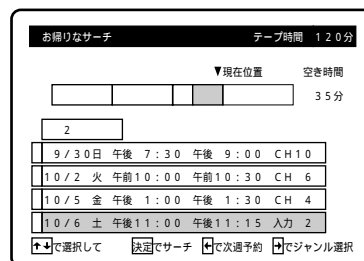 お帰りなサーチ　テープ時間　１２０分
▼現在位置　空き時間
３５分
２
９／３０日　午後　７：３０　午後　９：００　ＣＨ１０
１０／２　火　午前１０：００　午前１０：３０　ＣＨ　６
１０／５　金　午後　１：００　午後　１：３０　ＣＨ　４
１０／６　土　午後１１：００　午後１１：１５　入力　２
↑↓で選択して　決定でサーチ　←で次週予約　→でジャンル選択